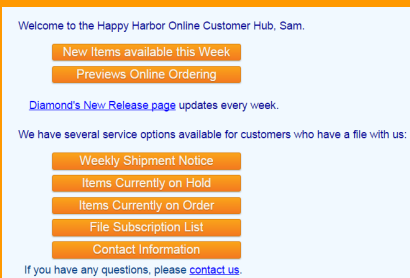 Welcome to the Happy Harbor Online Customer Hub, Sam.
New Items available this Week
Previews Online Ordering
Diamond's New Release page updates every week.
We have several service options available for customers who have a file with us:
Weekly Shipment Notice
Items Currently on Hold
Items Currently on Order
File Subscription List
Contact Information
If you have any questions, please contact us.